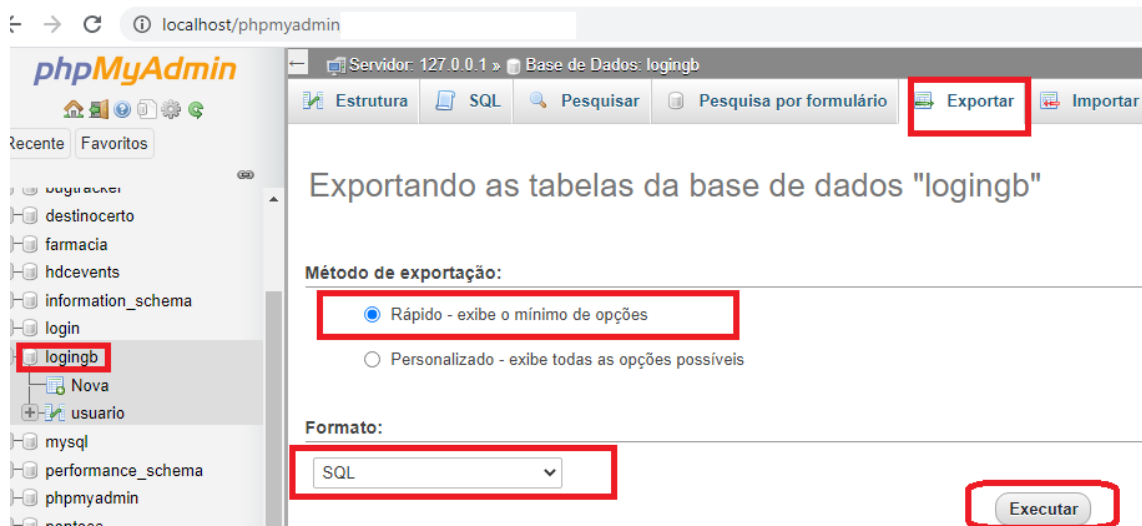 localhost/phpmyadmin
phpMyAdmin
Servidor: 127.0.0.1 » Base de Dados: logingb
Estrutura SQL Pesquisar Pesquisa por formulário Exportar Importar
Recente Favoritos
bugtracker
destinocerto
farmacia
hdcevents
information_schema
login
logingb
Nova
usuario
mysql
performance_schema
phpmyadmin
Exportando as tabelas da base de dados "logingb"
Método de exportação:
Rápido - exibe o mínimo de opções
Personalizado - exibe todas as opções possíveis
Formato:
SQL
Executar